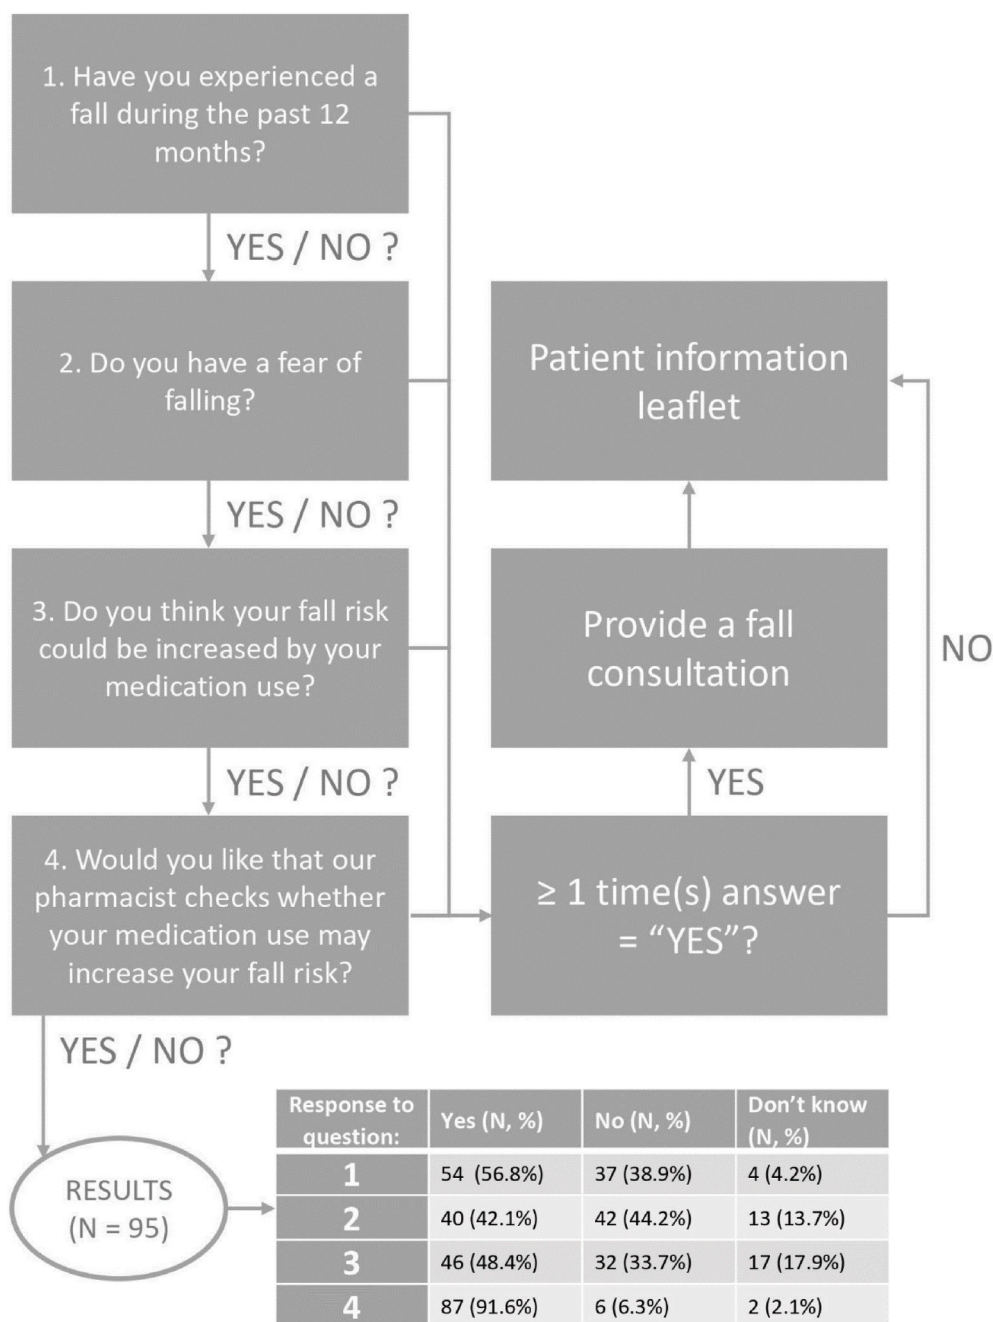 1. Have you experienced a
fall during the past 12
months?
YES / NO ?
2. Do you have a fear of
falling?
YES / NO ?
3. Do you think your fall risk
could be increased by your
medication use?
YES / NO ?
4. Would you like that our
pharmacist checks whether
your medication use may
increase your fall risk?
YES / NO ?
Patient information
leaflet
Provide a fall
consultation
NO
YES
≥ 1 time(s) answer
= “YES”?
RESULTS
(N = 95)
Response to
question:
Yes (N, %)
No (N, %)
Don’t know
(N, %)
1 54 (56.8%) 37 (38.9%) 4 (4.2%)
2 40 (42.1%) 42 (44.2%) 13 (13.7%)
3 46 (48.4%) 32 (33.7%) 17 (17.9%)
4 87 (91.6%) 6 (6.3%) 2 (2.1%)